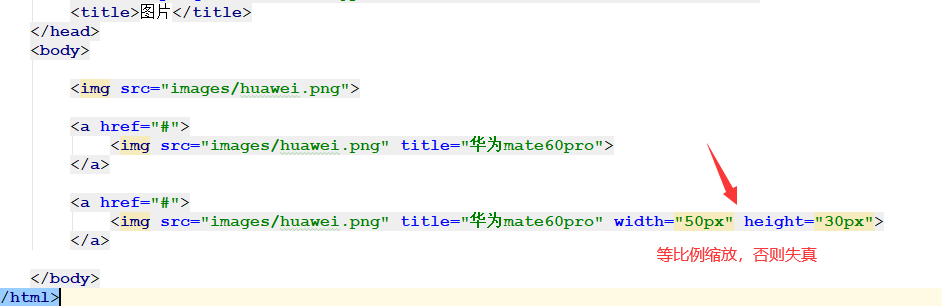 <title>图片</title>
</head>
<body>
<img src="images/huawei.png">
<a href="#">
<img src="images/huawei.png" title="华为mate60pro">
</a>
<a href="#">
<img src="images/huawei.png" title="华为mate60pro" width="50px" height="30px">
</a>
等比例缩放，否则失真
</body>
/html>